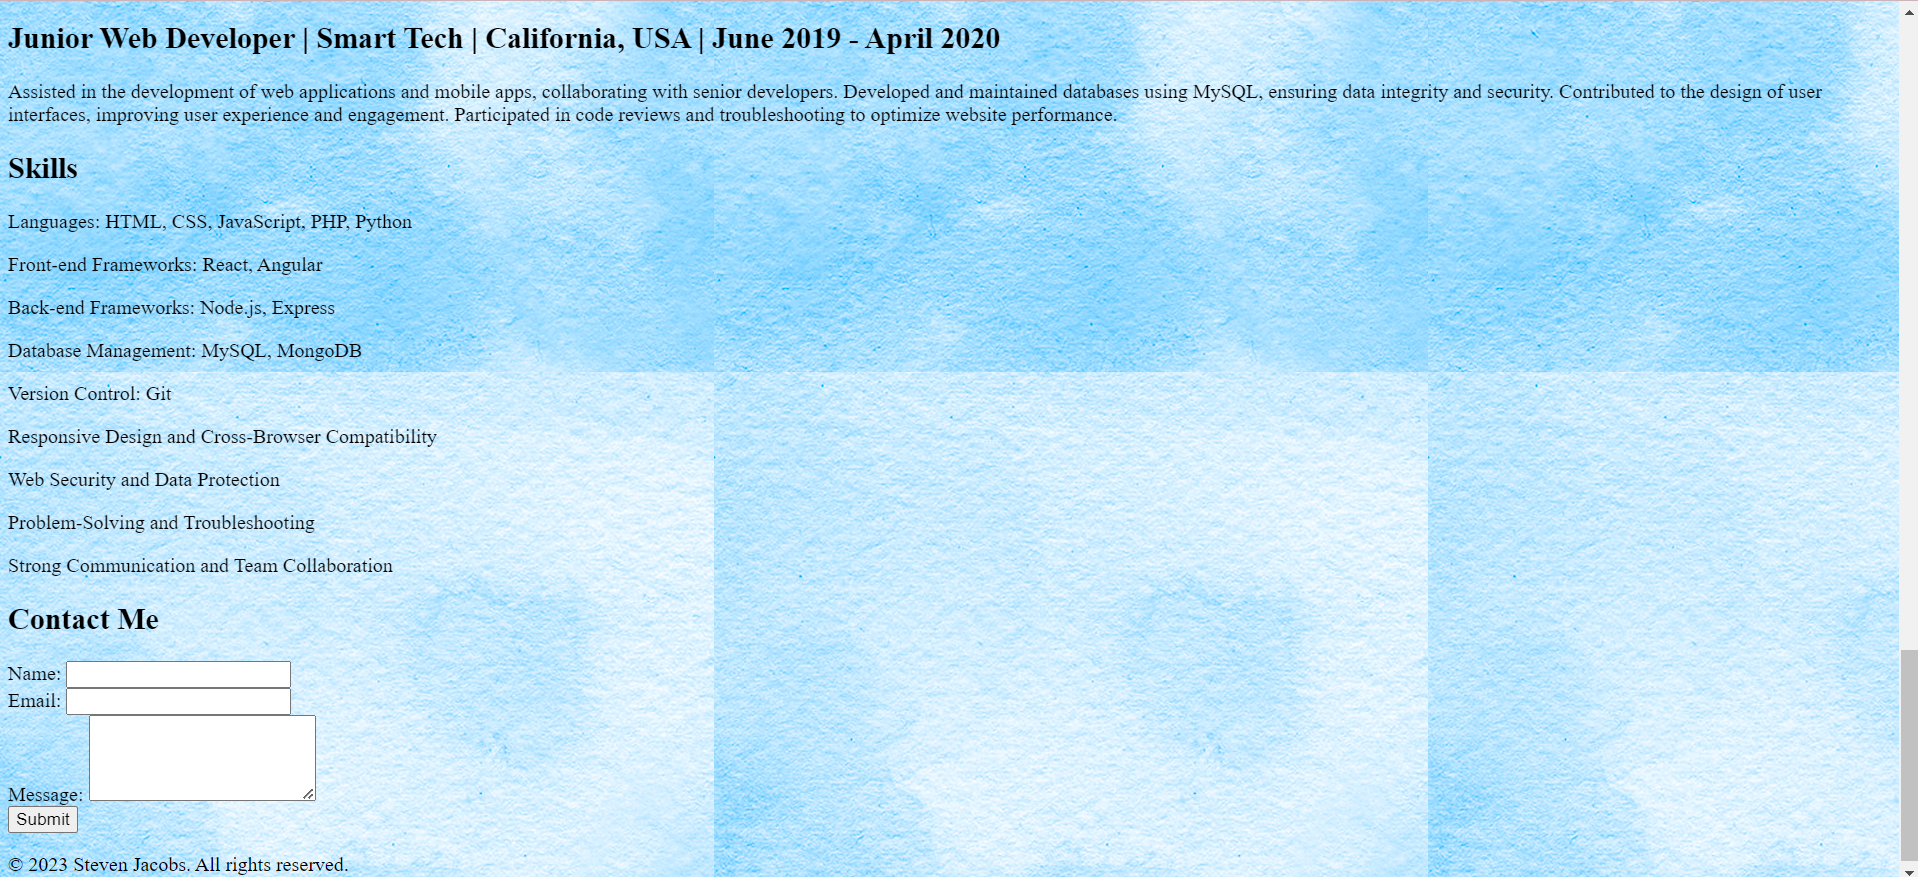 Junior Web Developer | Smart Tech | California, USA | June 2019 - April 2020
Assisted in the development of web applications and mobile apps, collaborating with senior developers. Developed and maintained databases using MySQL, ensuring data integrity and security. Contributed to the design of user
interfaces, improving user experience and engagement. Participated in code reviews and troubleshooting to optimize website performance.
Skills
Languages: HTML, CSS, JavaScript, PHP, Python
Front-end Frameworks: React, Angular
Back-end Frameworks: Node.js, Express
Database Management: MySQL, MongoDB
Version Control: Git
Responsive Design and Cross-Browser Compatibility
Web Security and Data Protection
Problem-Solving and Troubleshooting
Strong Communication and Team Collaboration
Contact Me
Name:
Email:
Message:
Submit
© 2023 Steven Jacobs. All rights reserved.